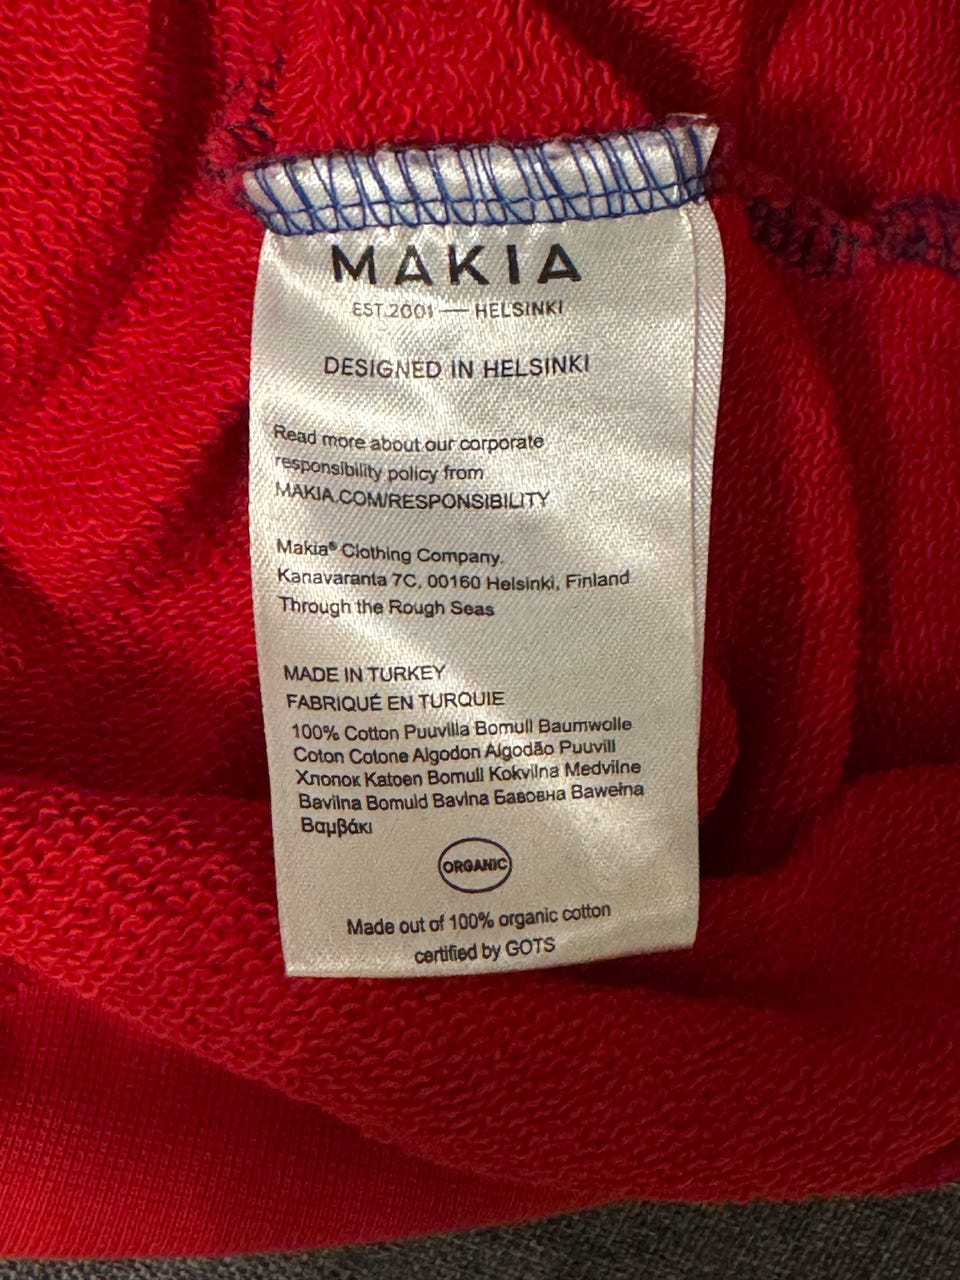 MAKIA
EST.2001 — HELSINKI
DESIGNED IN HELSINKI
Read more about our corporate
responsibility policy from
MAKIA.COM/RESPONSIBILITY
Makia® Clothing Company.
Kanavaranta 7C, 00160 Helsinki, Finland
Through the Rough Seas
MADE IN TURKEY
FABRIQUÉ EN TURQUIE
100% Cotton Puuvilla Bomull Baumwolle
Coton Cotone Algodon Algodão Puuvill
Хлопок Katoen Bomull Kokvilna Medvilne
Bavilna Bomuld Bavlna Бавовна Bawełna
Βαμβάκι
ORGANIC
Made out of 100% organic cotton
certified by GOTS